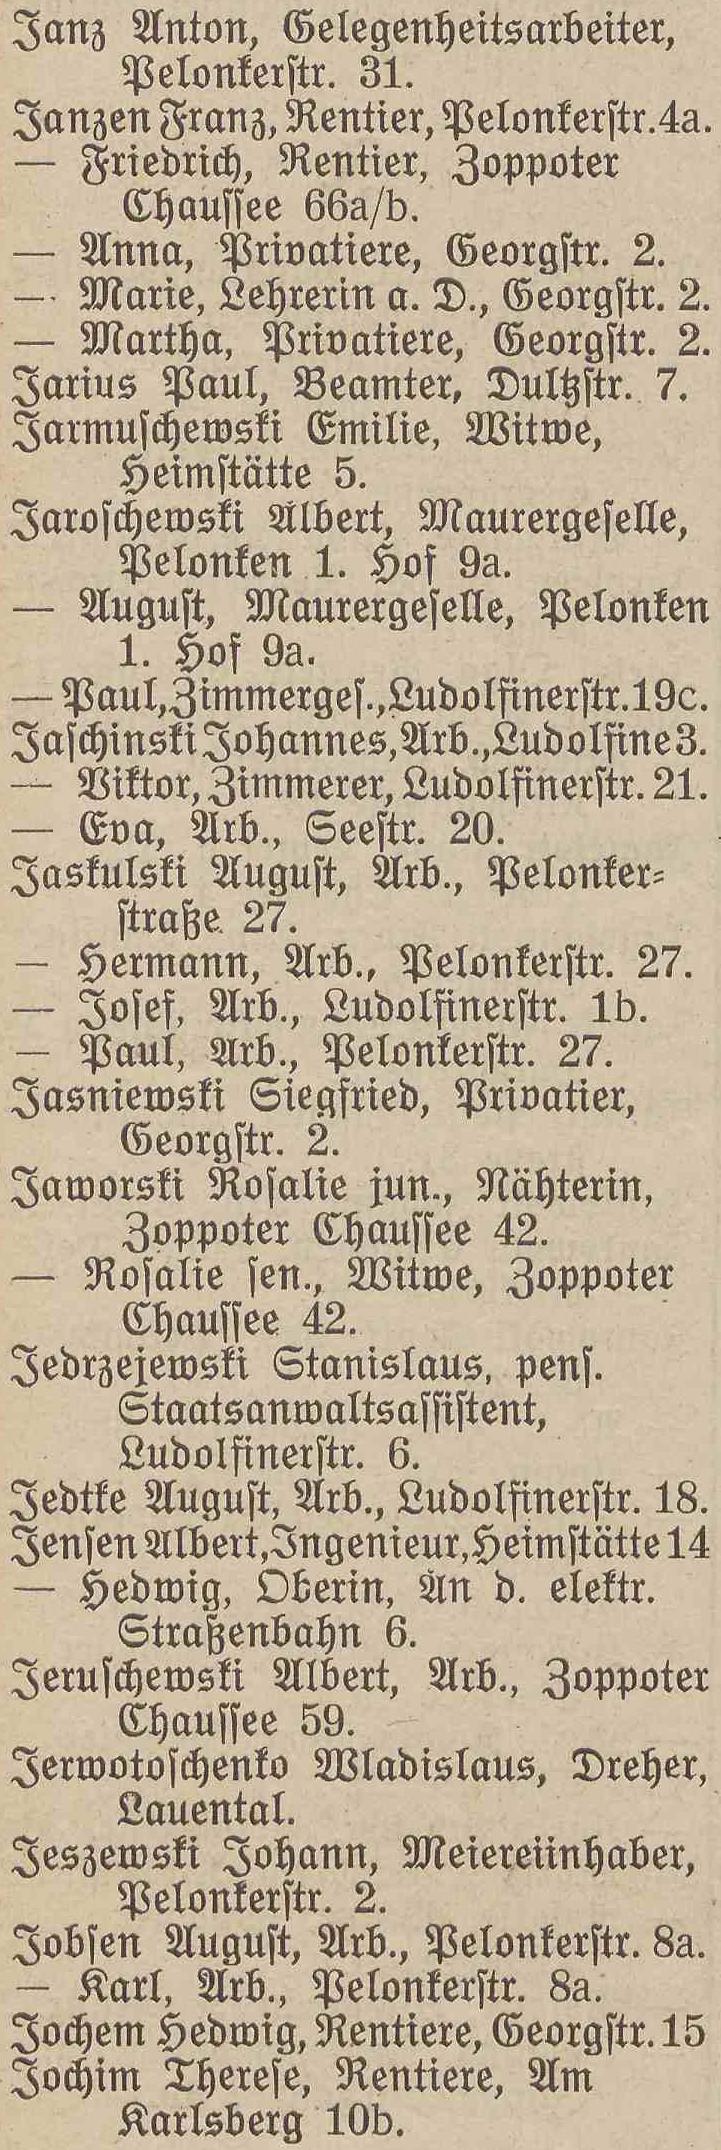 Janz Anton, Gelegenheitsarbeiter,
Pelonkerstr. 31.
Janzen Franz, Rentier, Pelonkerstr. 4a.
— Friedrich, Rentier, Zoppoter
Chaussee 66a/b.
— Anna, Privatiere, Georgstr. 2.
— Marie, Lehrerin a. D., Georgstr. 2.
— Martha, Privatiere, Georgstr. 2.
Jarius Paul, Beamter, Dultzstr. 7.
Jarmuschewski Emilie, Witwe,
Heimstätte 5.
Jaroschewski Albert, Maurergeselle,
Pelonken 1. Hof 9a.
— August, Maurergeselle, Pelonken
1. Hof 9a.
— Paul, Zimmerges., Ludolfinerstr. 19c.
Jaschinski Johannes, Arb., Ludolfine 3.
— Viktor, Zimmerer, Ludolfinerstr. 21.
— Eva, Arb., Seestr. 20.
Jaskulski August, Arb., Pelonker-
straße 27.
— Hermann, Arb., Pelonkerstr. 27.
— Josef, Arb., Ludolfinerstr. 1b.
— Paul, Arb., Pelonkerstr. 27.
Jasniewski Siegfried, Privatier,
Georgstr. 2.
Jaworski Rosalie jun., Nähterin,
Zoppoter Chaussee 42.
— Rosalie sen., Witwe, Zoppoter
Chaussee 42.
Jedrzejewski Stanislaus, pens.
Staatsanwaltsassistent,
Ludolfinerstr. 6.
Jedtke August, Arb., Ludolfinerstr. 18.
Jensen Albert, Ingenieur, Heimstätte 14
— Hedwig, Oberin, An d. elektr.
Straßenbahn 6.
Jeruschewski Albert, Arb., Zoppoter
Chaussee 59.
Jerwotoschenko Wladislaus, Dreher,
Lauental.
Jeszewski Johann, Meiereiinhaber,
Pelonkerstr. 2.
Jobsen August, Arb., Pelonkerstr. 8a.
— Karl, Arb., Pelonkerstr. 8a.
Jochem Hedwig, Rentiere, Georgstr. 15
Jochim Therese, Rentiere, Am
Karlsberg 10b.